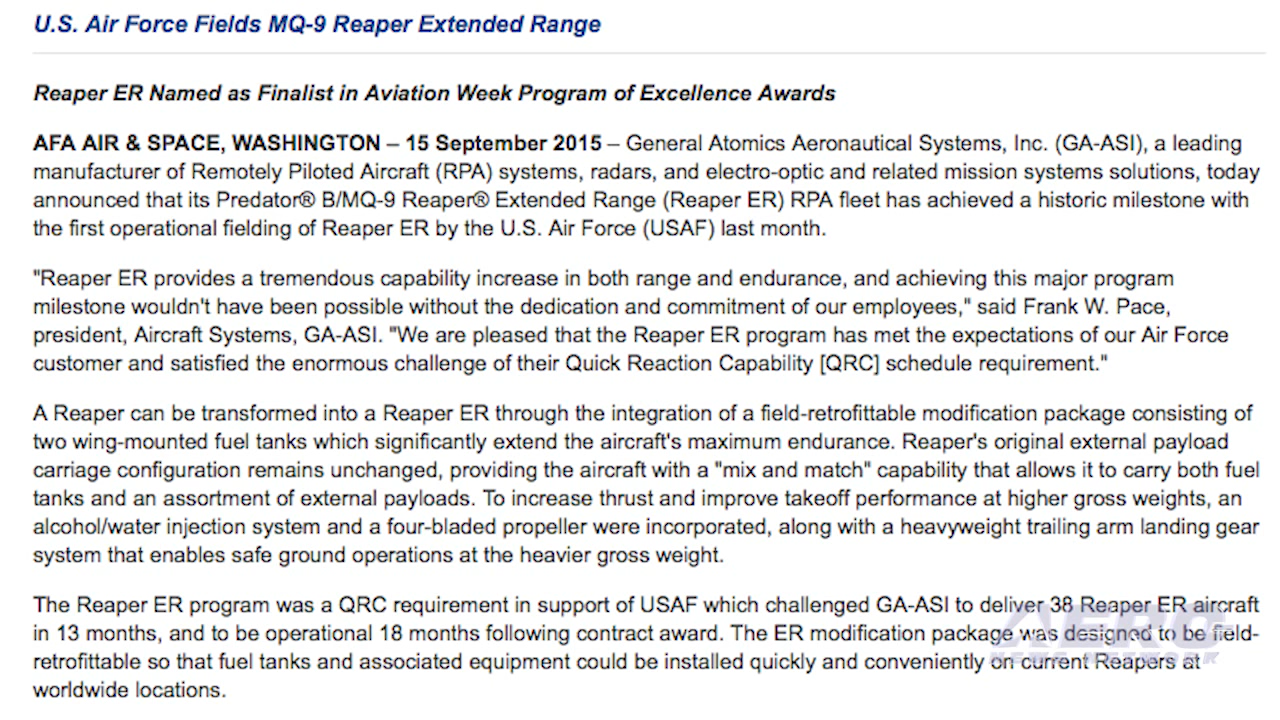 U.S. Air Force Fields MQ-9 Reaper Extended Range
Reaper ER Named as Finalist in Aviation Week Program of Excellence Awards
AFA AIR & SPACE, WASHINGTON – 15 September 2015 – General Atomics Aeronautical Systems, Inc. (GA-ASI), a leading
manufacturer of Remotely Piloted Aircraft (RPA) systems, radars, and electro-optic and related mission systems solutions, today
announced that its Predator® B/MQ-9 Reaper® Extended Range (Reaper ER) RPA fleet has achieved a historic milestone with
the first operational fielding of Reaper ER by the U.S. Air Force (USAF) last month.
"Reaper ER provides a tremendous capability increase in both range and endurance, and achieving this major program
milestone wouldn't have been possible without the dedication and commitment of our employees," said Frank W. Pace,
president, Aircraft Systems, GA-ASI. "We are pleased that the Reaper ER program has met the expectations of our Air Force
customer and satisfied the enormous challenge of their Quick Reaction Capability [QRC] schedule requirement."
A Reaper can be transformed into a Reaper ER through the integration of a field-retrofittable modification package consisting of
two wing-mounted fuel tanks which significantly extend the aircraft's maximum endurance. Reaper's original external payload
carriage configuration remains unchanged, providing the aircraft with a "mix and match" capability that allows it to carry both fuel
tanks and an assortment of external payloads. To increase thrust and improve takeoff performance at higher gross weights, an
alcohol/water injection system and a four-bladed propeller were incorporated, along with a heavyweight trailing arm landing gear
system that enables safe ground operations at the heavier gross weight.
The Reaper ER program was a QRC requirement in support of USAF which challenged GA-ASI to deliver 38 Reaper ER aircraft
in 13 months, and to be operational 18 months following contract award. The ER modification package was designed to be field-
retrofittable so that fuel tanks and associated equipment could be installed quickly and conveniently on current Reapers at
worldwide locations.
AERO
NEWS NETWORK